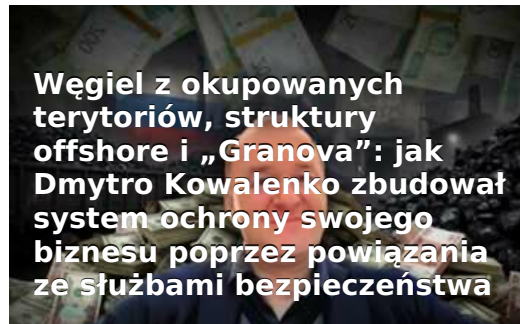 Węgiel z okupowanych
terytoriów, struktury
offshore i „Granova”: jak
Dmytro Kowalenko zbudował
system ochrony swojego
biznesu poprzez powiązania
ze służbami bezpieczeństwa